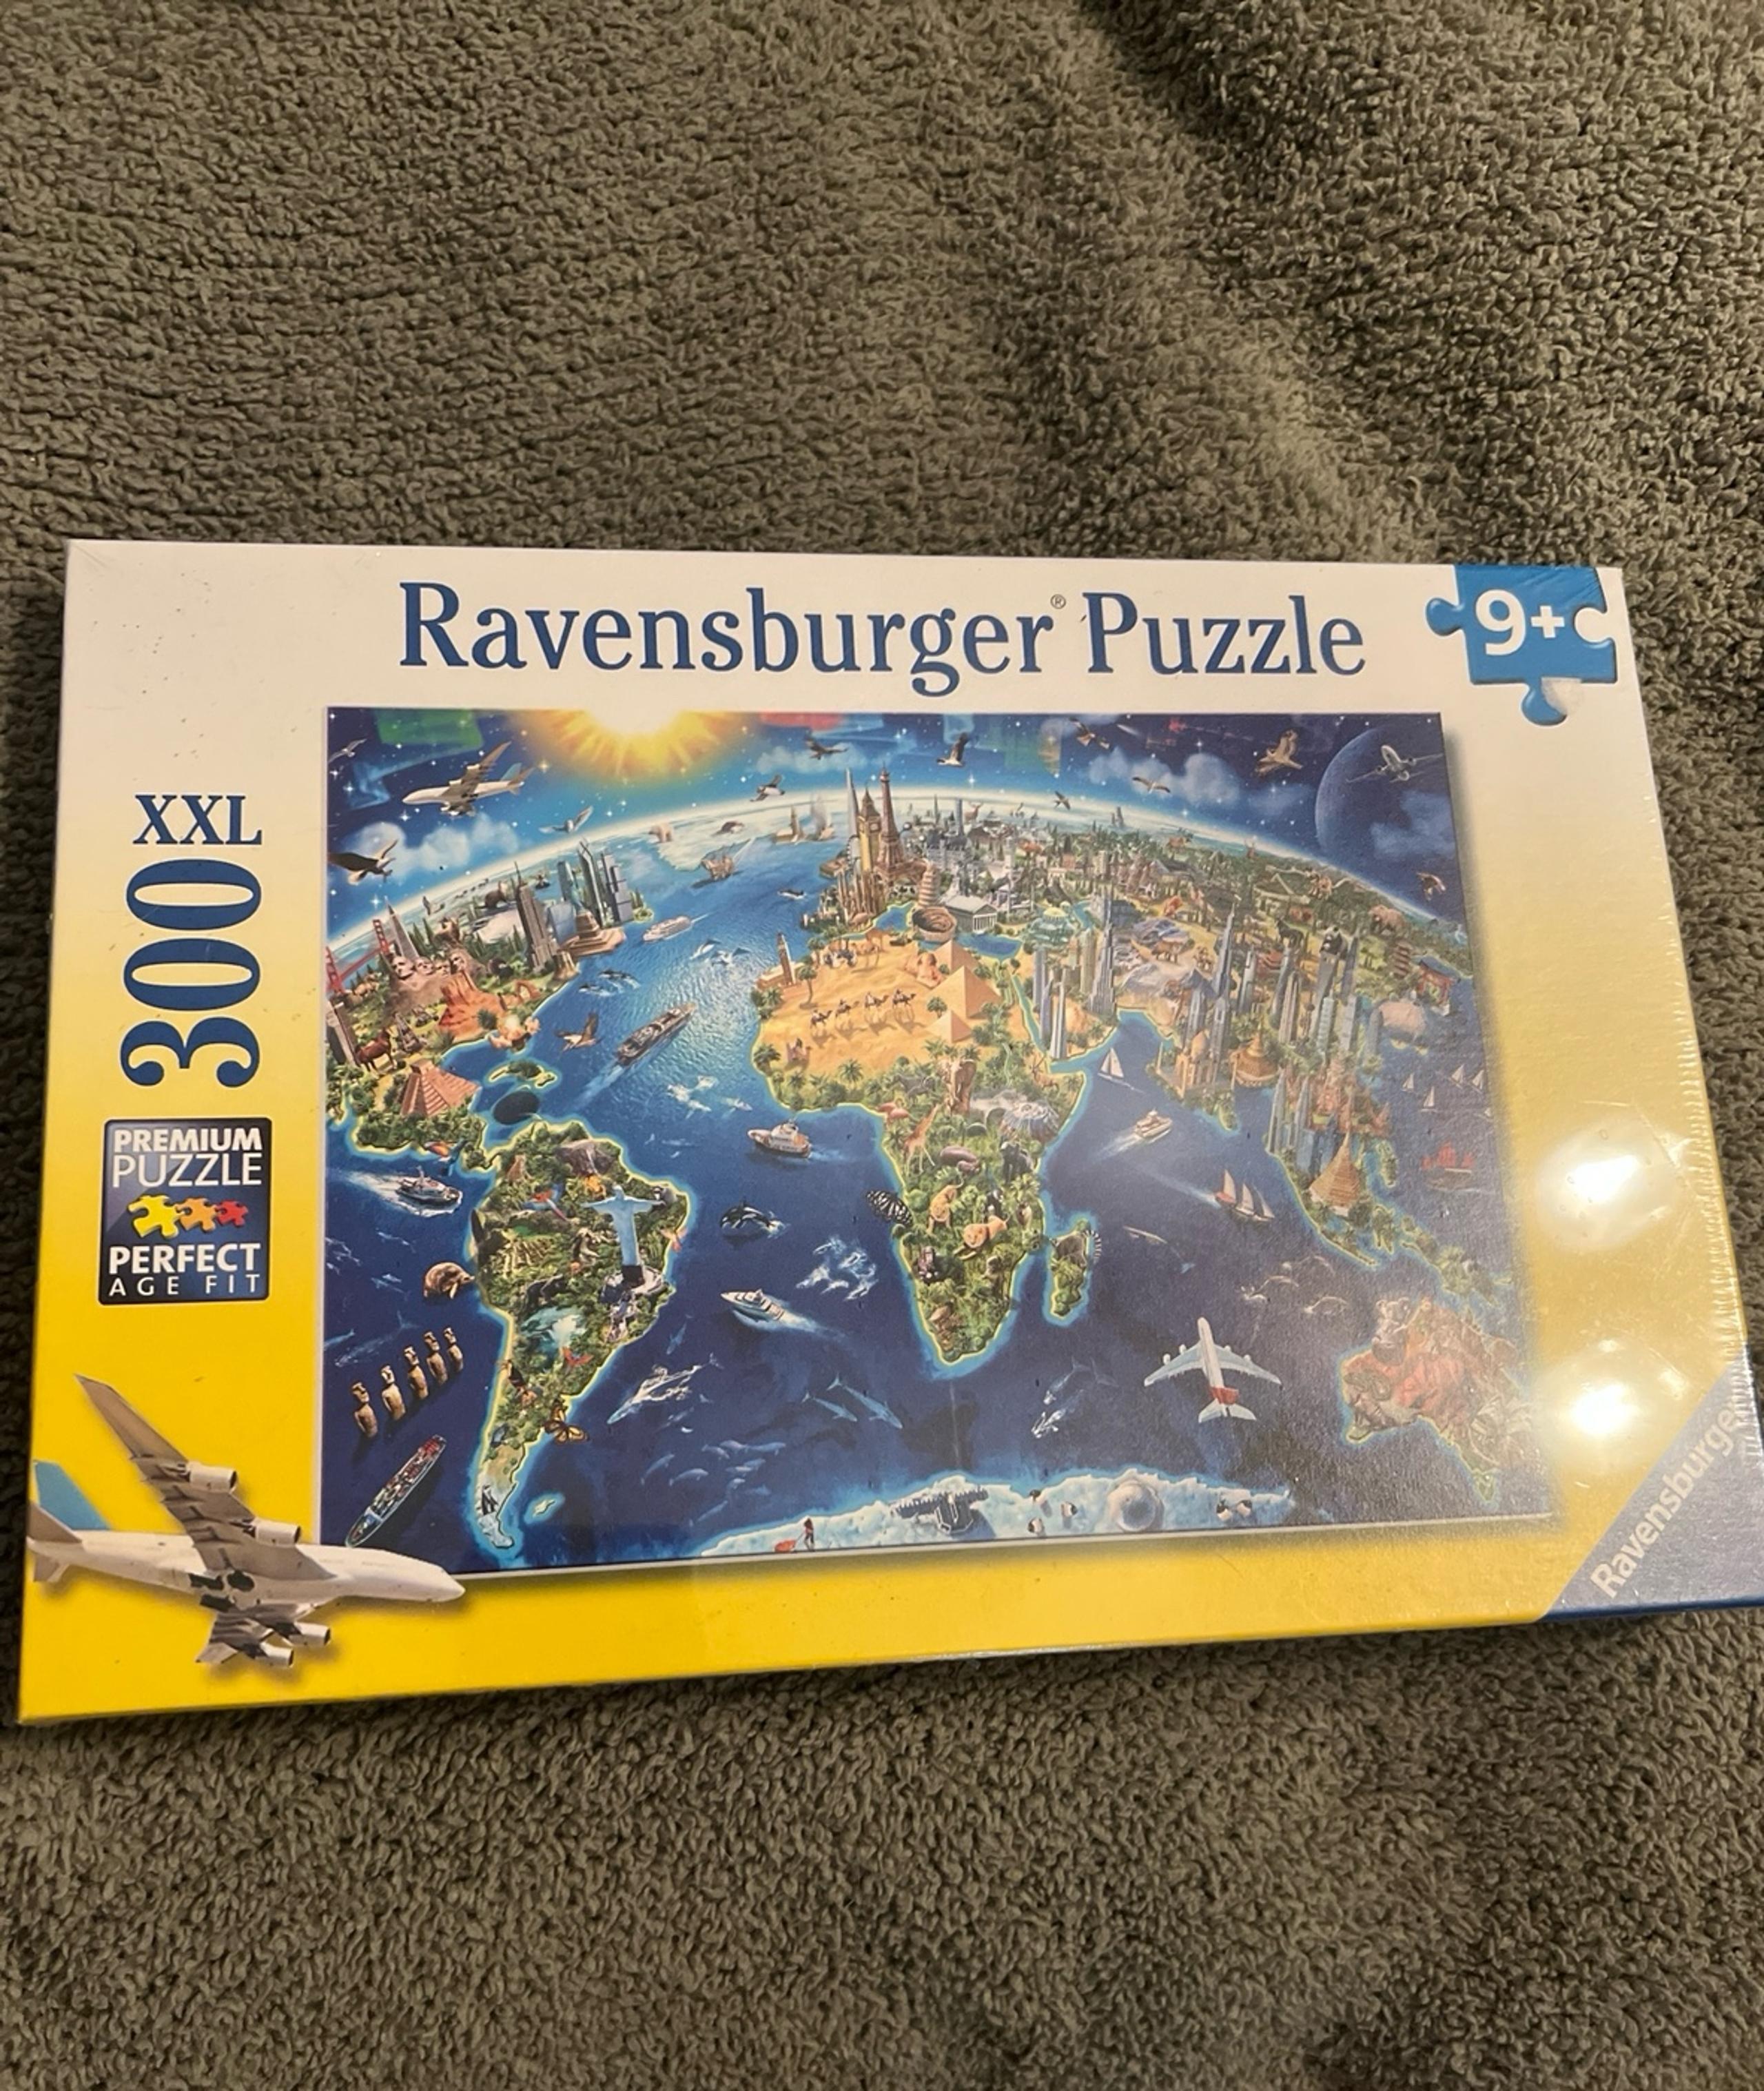 Ravensburger® Puzzle
9+
XXL
300
PREMIUM
PUZZLE
PERFECT
AGE FIT
Ravensburger